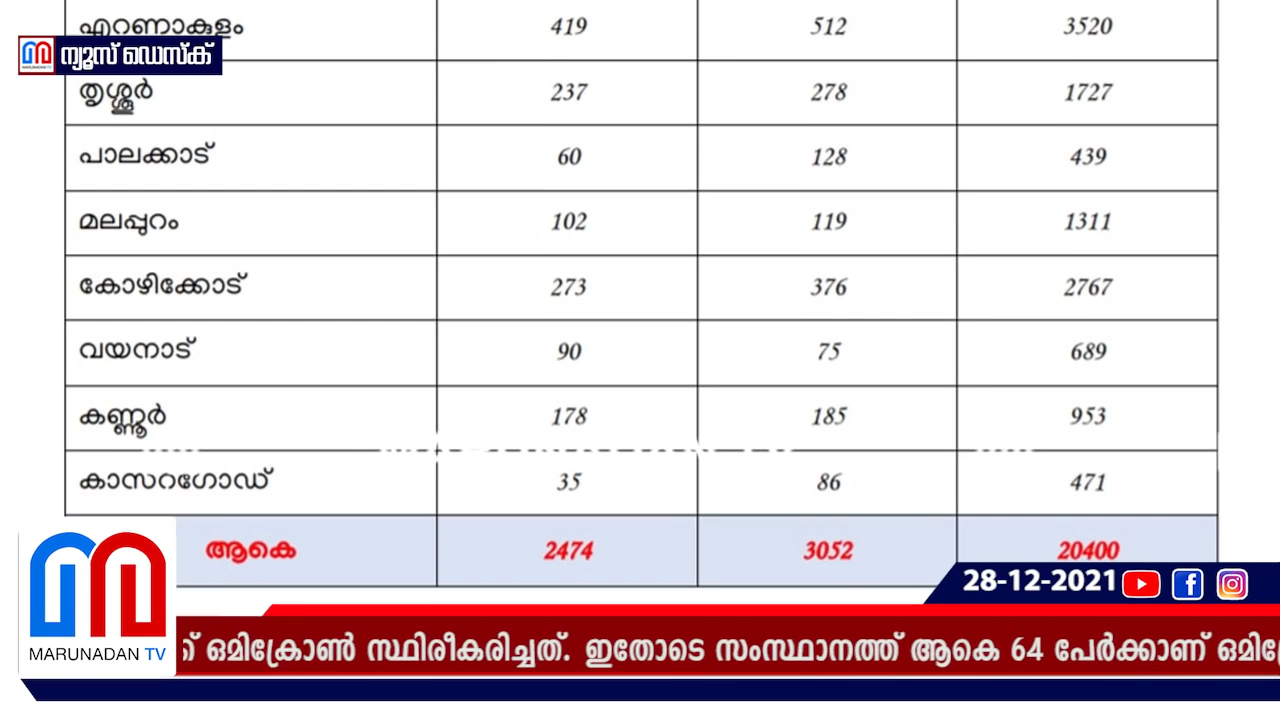 എറണാകുളം 419 512 3520
MARUNADAN TV ന്യൂസ് ഡെസ്ക്
തൃശ്ശൂർ 237 278 1727
പാലക്കാട് 60 128 439
മലപ്പുറം 102 119 1311
കോഴിക്കോട് 273 376 2767
വയനാട് 90 75 689
കണ്ണൂർ 178 185 953
കാസറഗോഡ് 35 86 471
ആകെ 2474 3052 20400
28-12-2021
MARUNADAN TV
ഒമിക്രോൺ സ്ഥിരീകരിച്ചത്. ഇതോടെ സംസ്ഥാനത്ത് ആകെ 64 പേർക്കാണ്